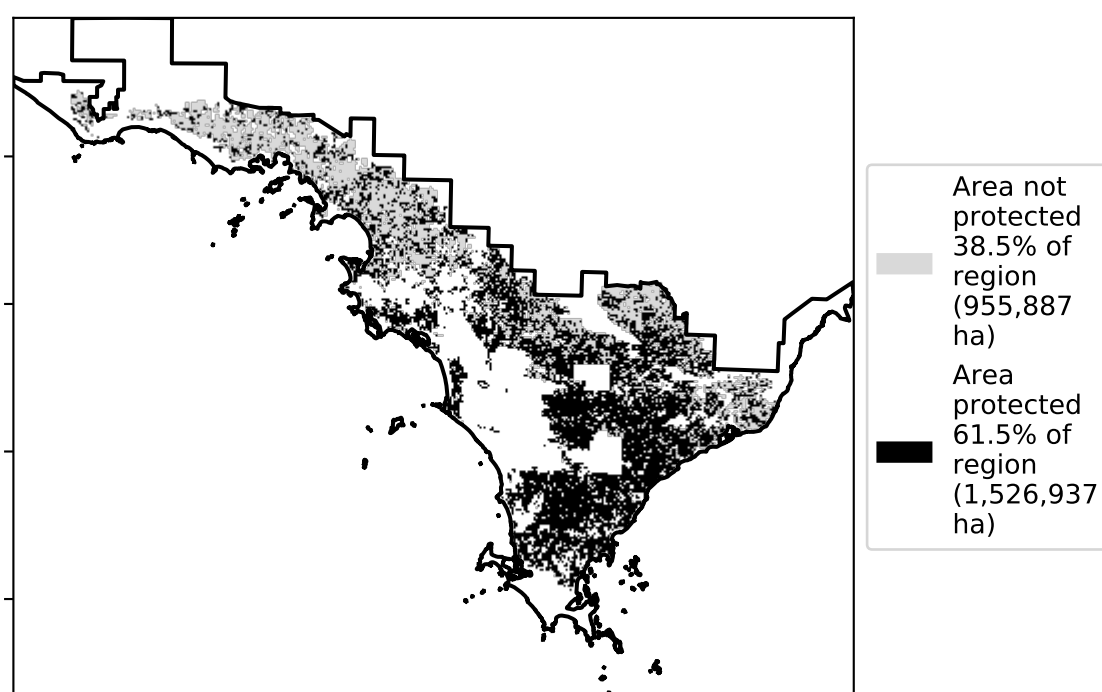 Area not
protected
38.5% of
region
(955,887
ha)
Area
protected
61.5% of
region
(1,526,937
ha)